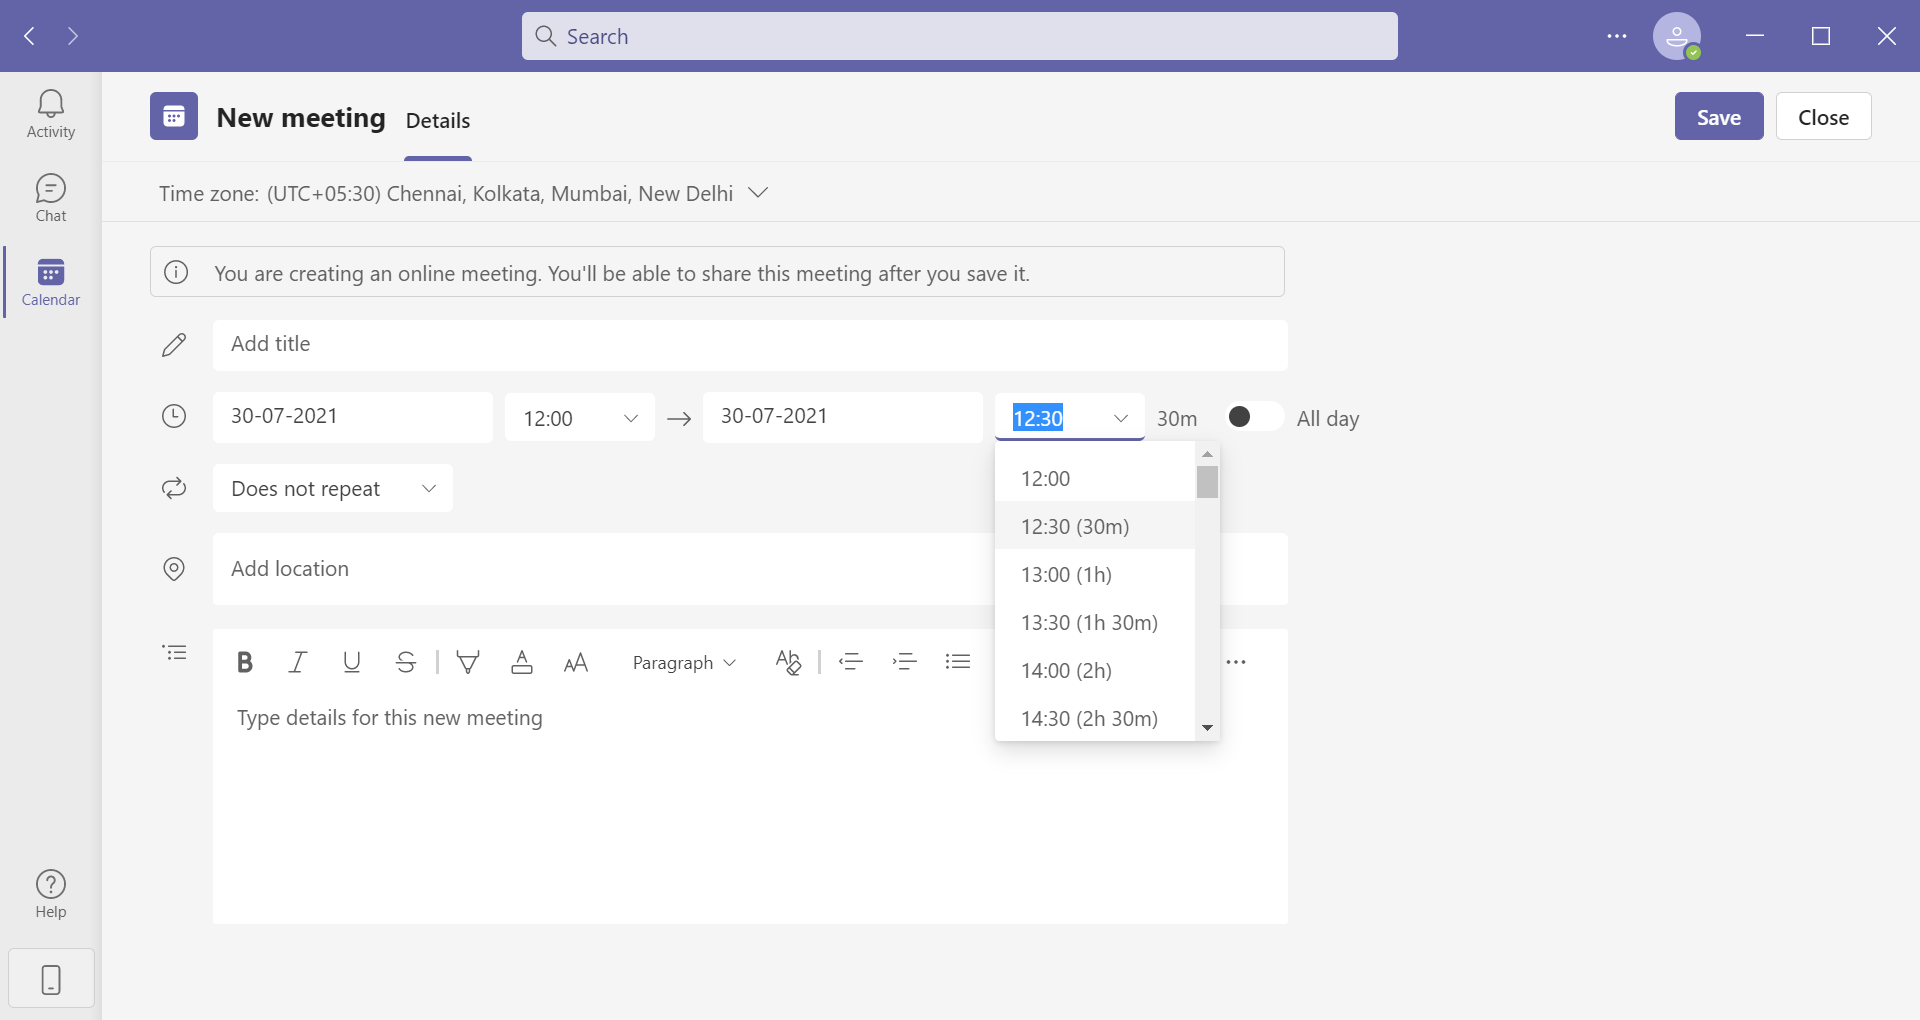 Search
Activity
Chat
Calendar
Help
New meeting Details
Save Close
Time zone: (UTC+05:30) Chennai, Kolkata, Mumbai, New Delhi
You are creating an online meeting. You'll be able to share this meeting after you save it.
Add title
30-07-2021 12:00 → 30-07-2021 12:30 30m All day
12:00
12:30 (30m)
13:00 (1h)
13:30 (1h 30m)
14:00 (2h)
14:30 (2h 30m)
Does not repeat
Add location
B I U S A AA Paragraph Ab
Type details for this new meeting